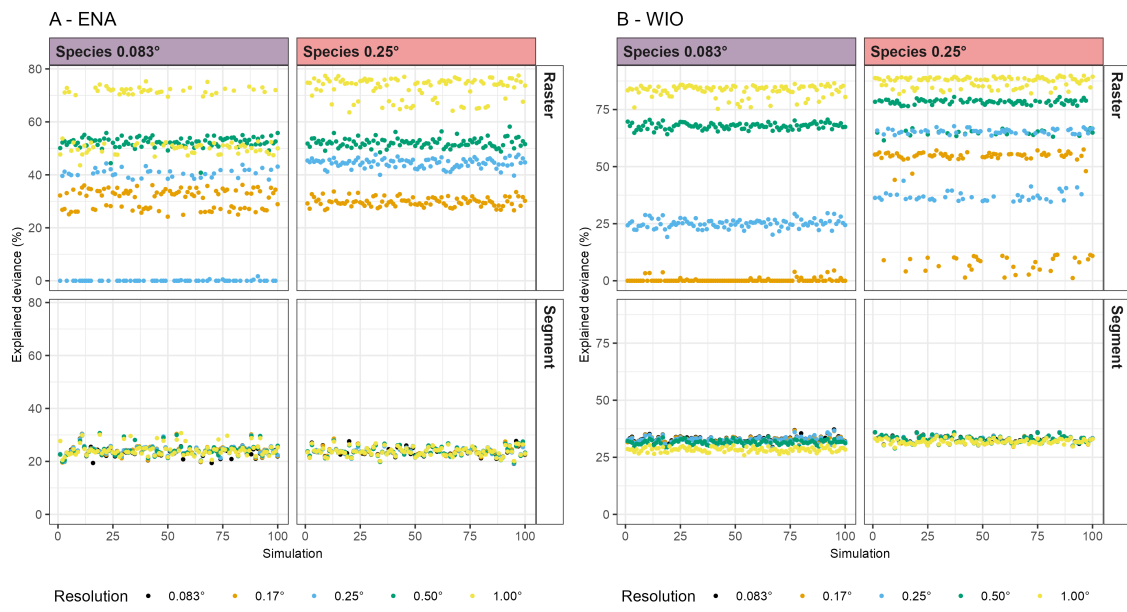 A - ENA
B - WIO
Species 0.083°
Species 0.25°
Species 0.083°
Species 0.25°
80
60
40
20
0
Raster
75
50
25
0
Raster
Explained deviance (%)
Explained deviance (%)
80
60
40
20
0
Segment
75
50
25
0
Segment
0 25 50 75 100 0 25 50 75 100
Simulation
0 25 50 75 100 0 25 50 75 100
Simulation
Resolution 0.083° 0.17° 0.25° 0.50° 1.00°
Resolution 0.083° 0.17° 0.25° 0.50° 1.00°